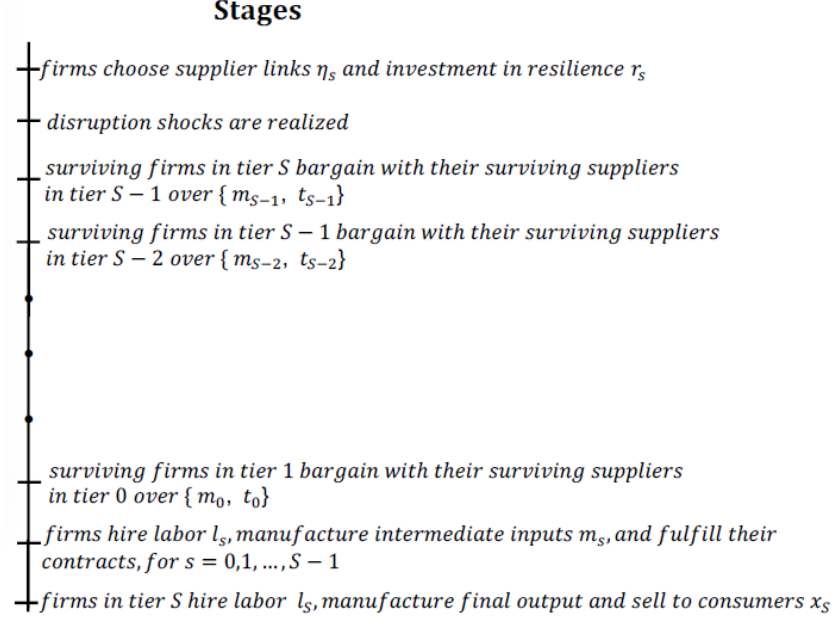 Stages
firms choose supplier links ηₛ and investment in resilience rₛ
disruption shocks are realized
surviving firms in tier S bargain with their surviving suppliers
in tier S − 1 over { mₛ₋₁, tₛ₋₁}
surviving firms in tier S − 1 bargain with their surviving suppliers
in tier S − 2 over { mₛ₋₂, tₛ₋₂}
surviving firms in tier 1 bargain with their surviving suppliers
in tier 0 over { m₀, t₀}
firms hire labor lₛ, manufacture intermediate inputs mₛ, and fulfill their
contracts, for s = 0,1, ..., S − 1
firms in tier S hire labor lₛ, manufacture final output and sell to consumers xₛ